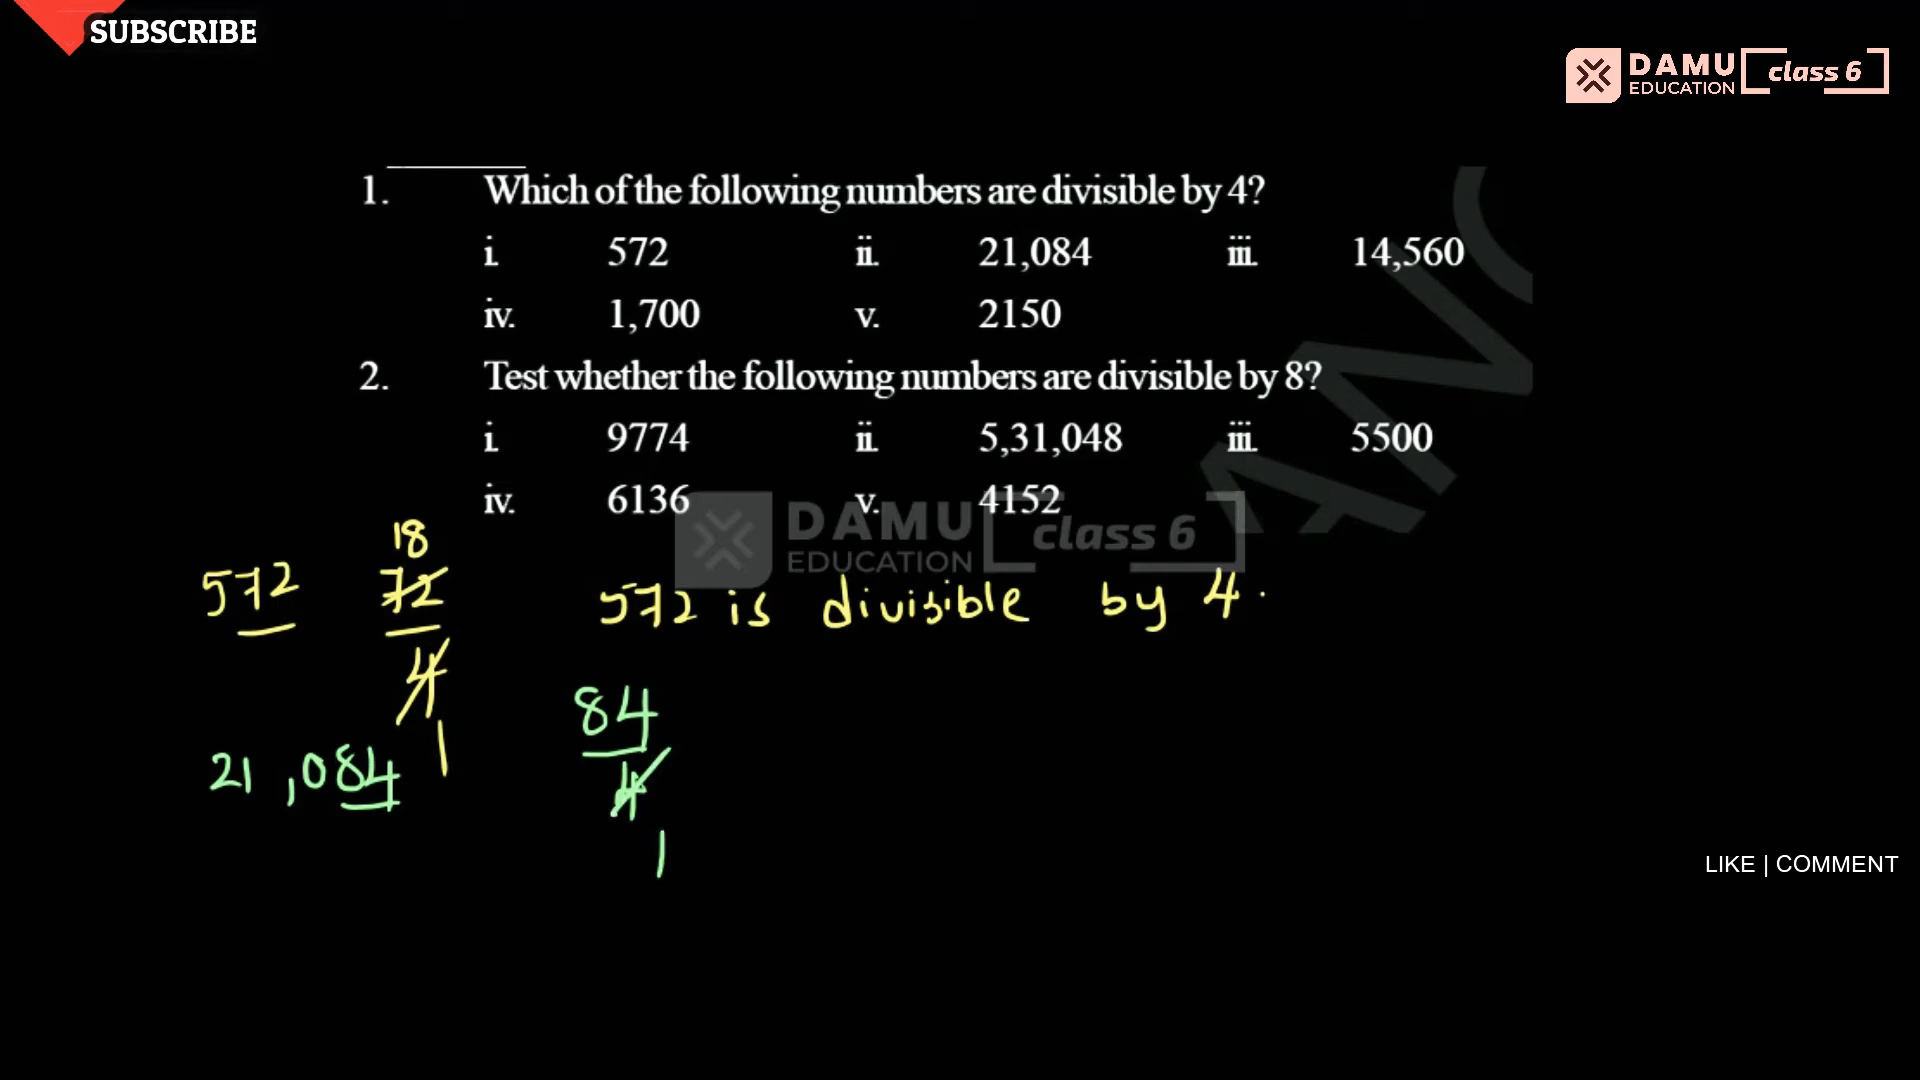 SUBSCRIBE
DAMU EDUCATION class 6
1. Which of the following numbers are divisible by 4?
i. 572 ii. 21,084 iii. 14,560
iv. 1,700 v. 2150
2. Test whether the following numbers are divisible by 8?
i. 9774 ii. 5,31,048 iii. 5500
iv. 6136 v. 4152
DAMU EDUCATION class 6
18
572 72 572 is divisible by 4.
4
1
84
21,084 4
1
LIKE | COMMENT